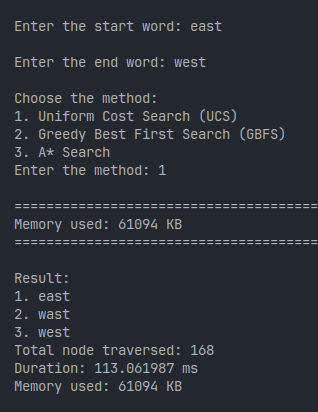 Enter the start word: east
Enter the end word: west
Choose the method:
1. Uniform Cost Search (UCS)
2. Greedy Best First Search (GBFS)
3. A* Search
Enter the method: 1
======================================
Memory used: 61094 KB
======================================
Result:
1. east
2. wast
3. west
Total node traversed: 168
Duration: 113.061987 ms
Memory used: 61094 KB